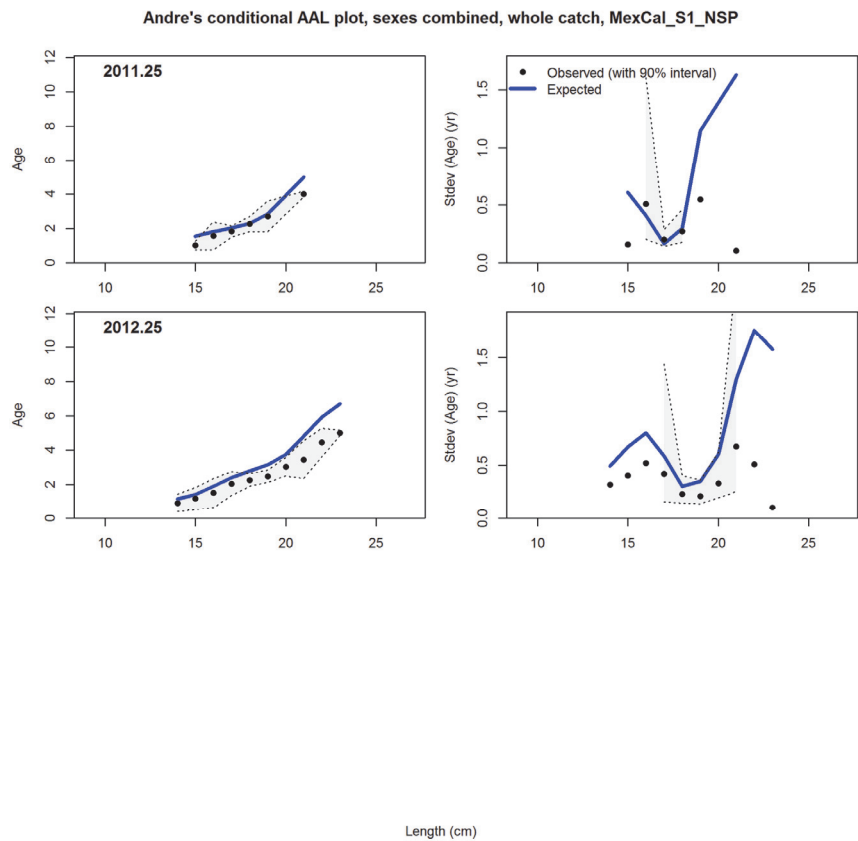 Andre's conditional AAL plot, sexes combined, whole catch, MexCal_S1_NSP
2011.25
Age
0 2 4 6 8 10 12
10 15 20 25
Observed (with 90% interval)
Expected
Stdev (Age) (yr)
0.0 0.5 1.0 1.5
10 15 20 25
2012.25
Age
0 2 4 6 8 10 12
10 15 20 25
Stdev (Age) (yr)
0.0 0.5 1.0 1.5
10 15 20 25
Length (cm)